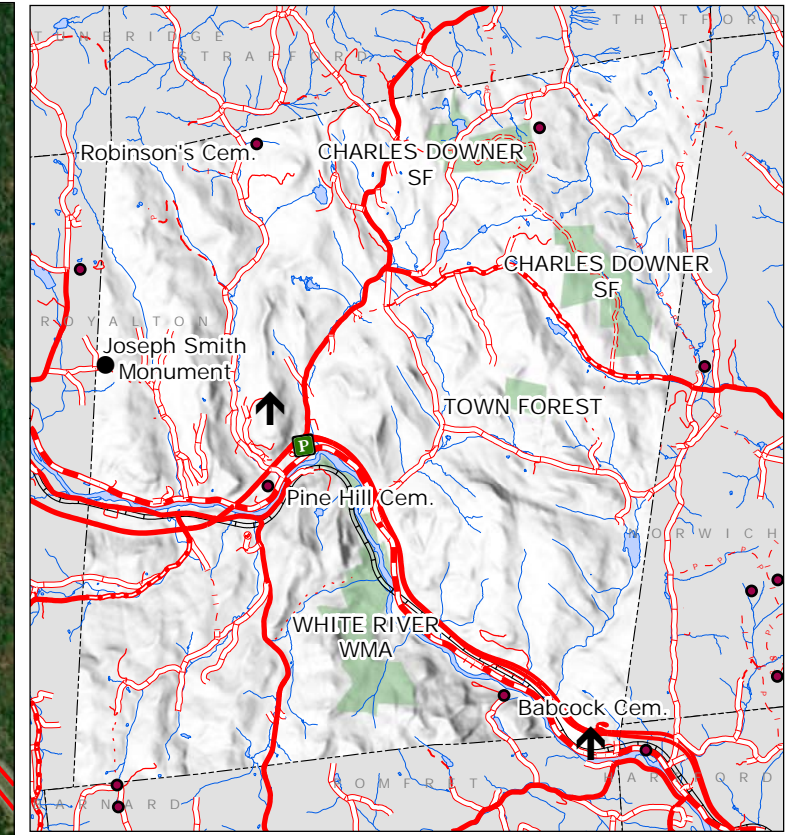 THETFORD
TUNBRIDGE
STRAFFORD
Robinson's Cem.
CHARLES DOWNER
SF
CHARLES DOWNER
SF
ROYALTON
Joseph Smith
Monument
TOWN FOREST
P
Pine Hill Cem.
NORWICH
WHITE RIVER
WMA
Babcock Cem.
POMFRET
HARTFORD
BARNARD